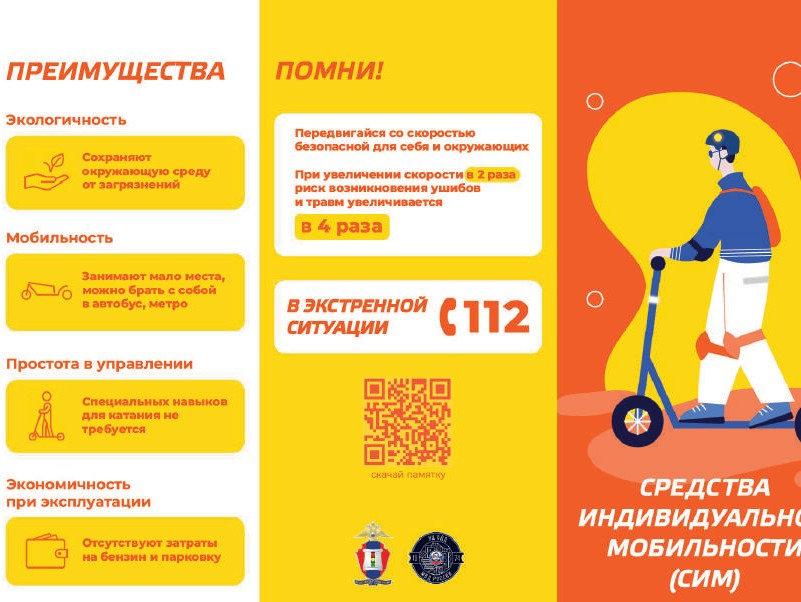 ПРЕИМУЩЕСТВА
Экологичность
Сохраняют
окружающую среду
от загрязнений
Мобильность
Занимают мало места,
можно брать с собой
в автобус, метро
Простота в управлении
Специальных навыков
для катания не
требуется
Экономичность
при эксплуатации
Отсутствуют затраты
на бензин и парковку
ПОМНИ!
Передвигайся со скоростью
безопасной для себя и окружающих
При увеличении скорости в 2 раза
риск возникновения ушибов
и травм увеличивается
в 4 раза
В ЭКСТРЕННОЙ
СИТУАЦИИ
112
скачай памятку
МВД РОССИИ
СРЕДСТВА
ИНДИВИДУАЛЬНО
МОБИЛЬНОСТИ
(СИМ)